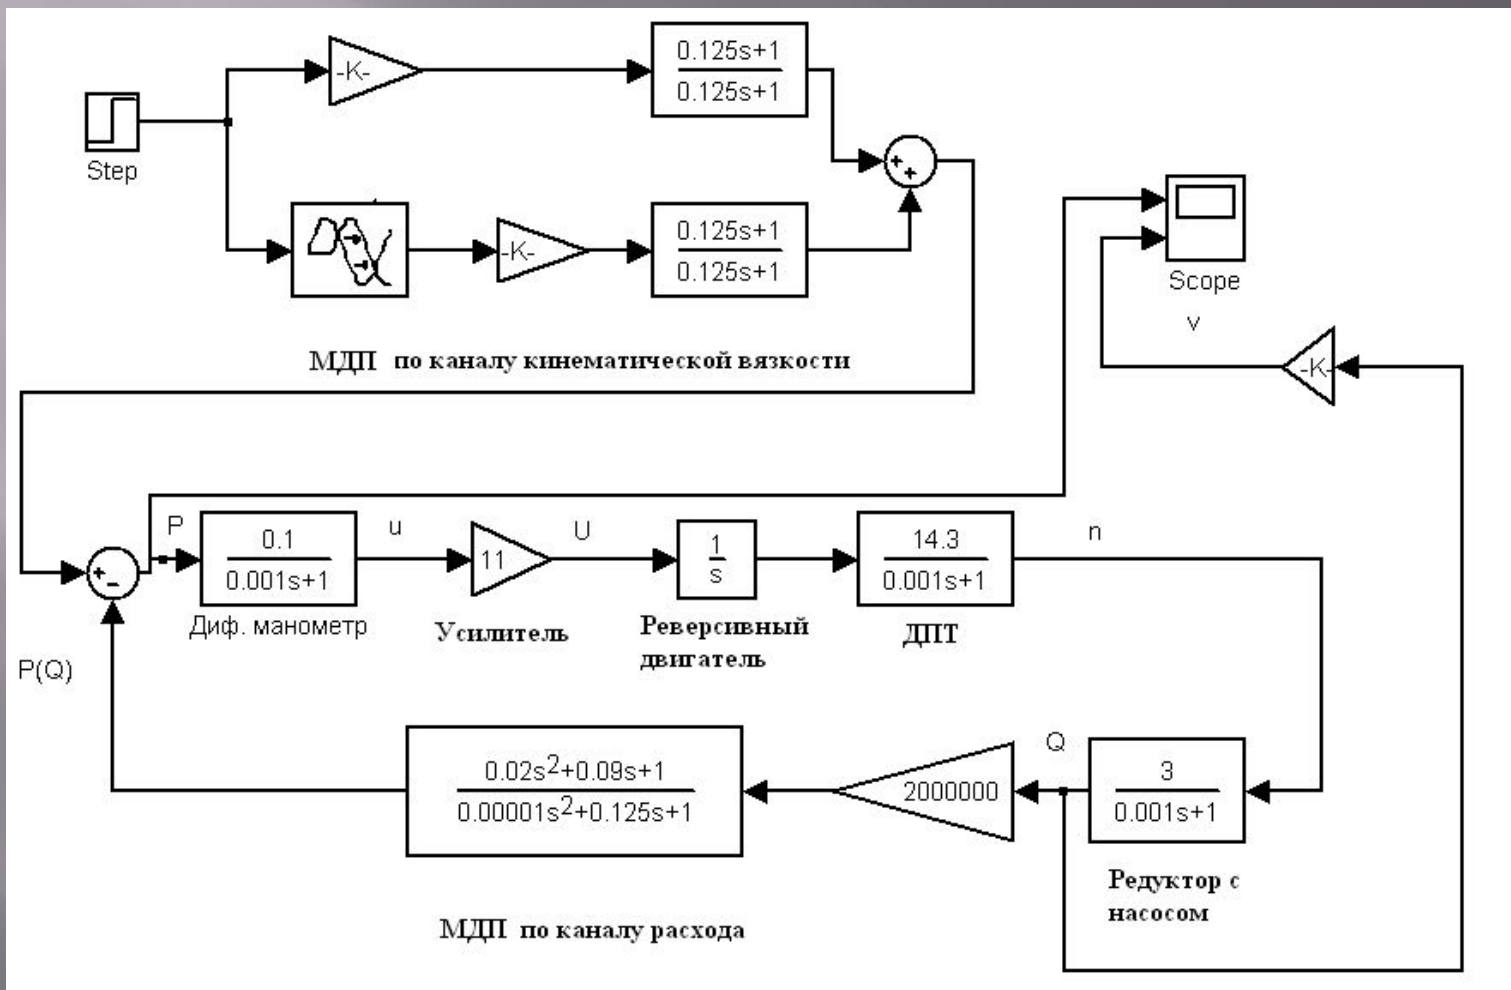 -K-
0.125s+1
0.125s+1
Step
-K-
0.125s+1
0.125s+1
+
+
Scope
v
МДП по каналу кинематической вязкости
-K-
P
0.1
0.001s+1
Диф. манометр
u
11
Усилитель
U
1
s
Реверсивный
двигатель
14.3
0.001s+1
ДПТ
n
+
-
P(Q)
0.02s2+0.09s+1
0.00001s2+0.125s+1
2000000
Q
3
0.001s+1
Редуктор с
насосом
МДП по каналу расхода